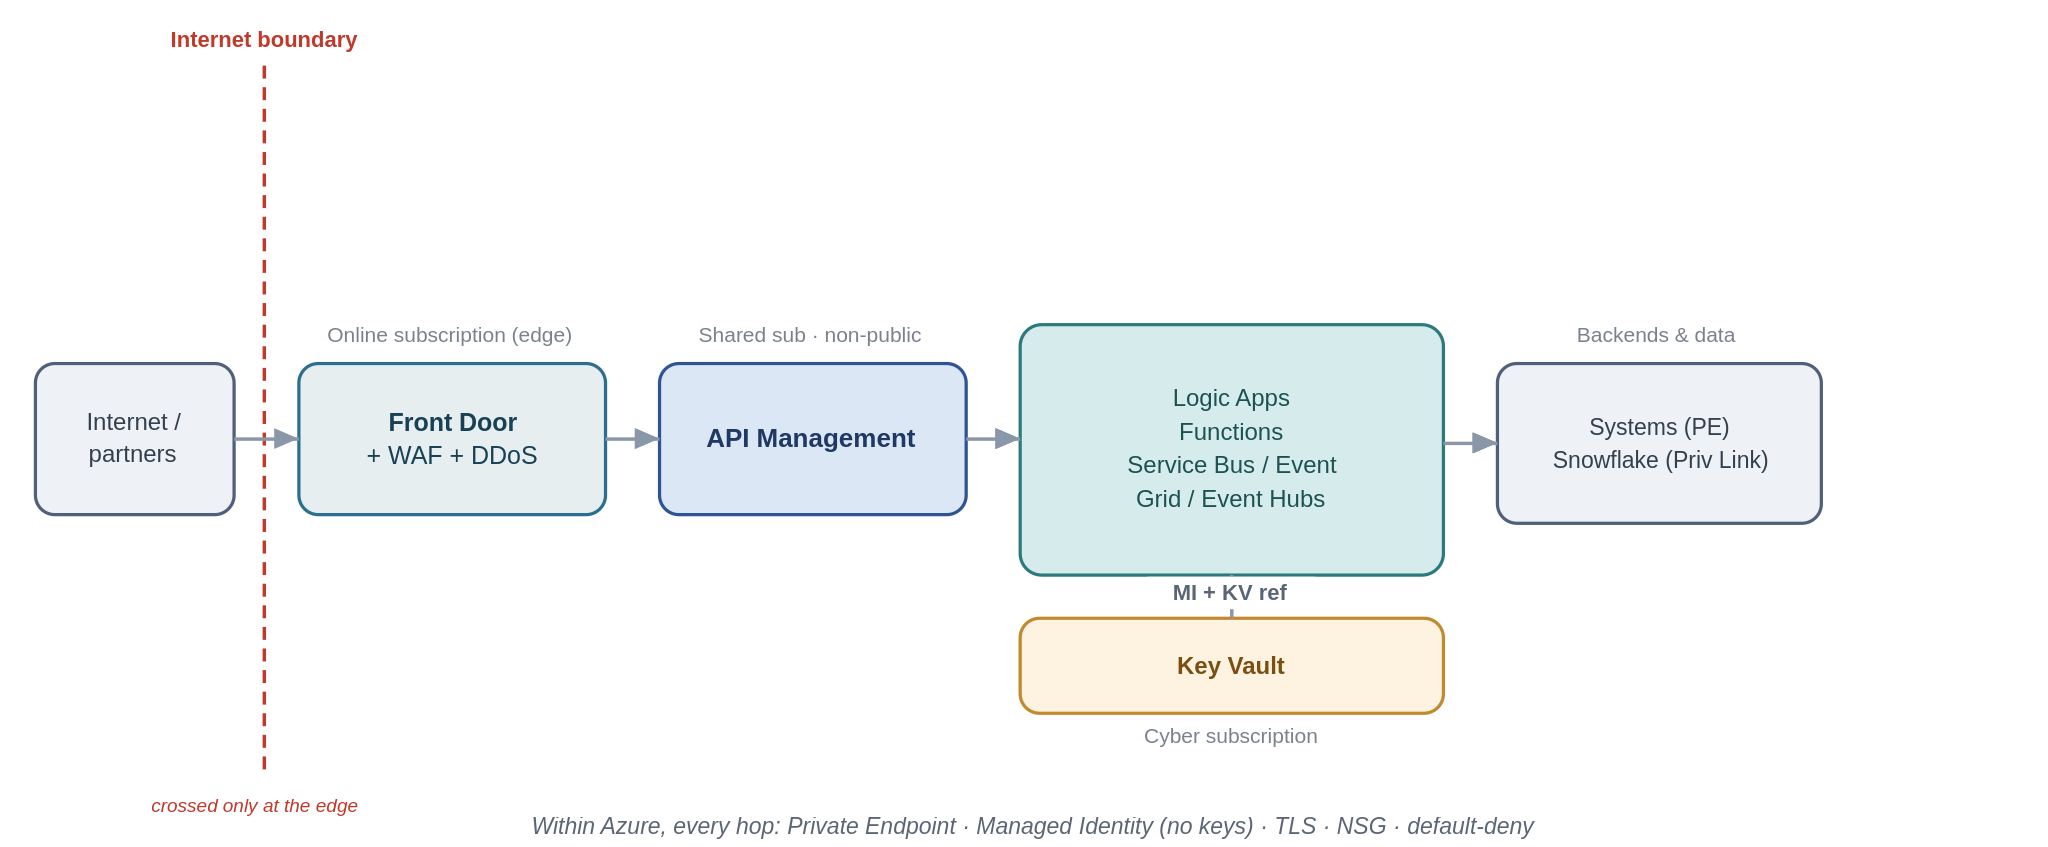 Internet boundary
Online subscription (edge)
Shared sub · non-public
Backends & data
Internet /
partners
Front Door
+ WAF + DDoS
API Management
Logic Apps
Functions
Service Bus / Event
Grid / Event Hubs
Systems (PE)
Snowflake (Priv Link)
MI + KV ref
Key Vault
Cyber subscription
crossed only at the edge
Within Azure, every hop: Private Endpoint · Managed Identity (no keys) · TLS · NSG · default-deny